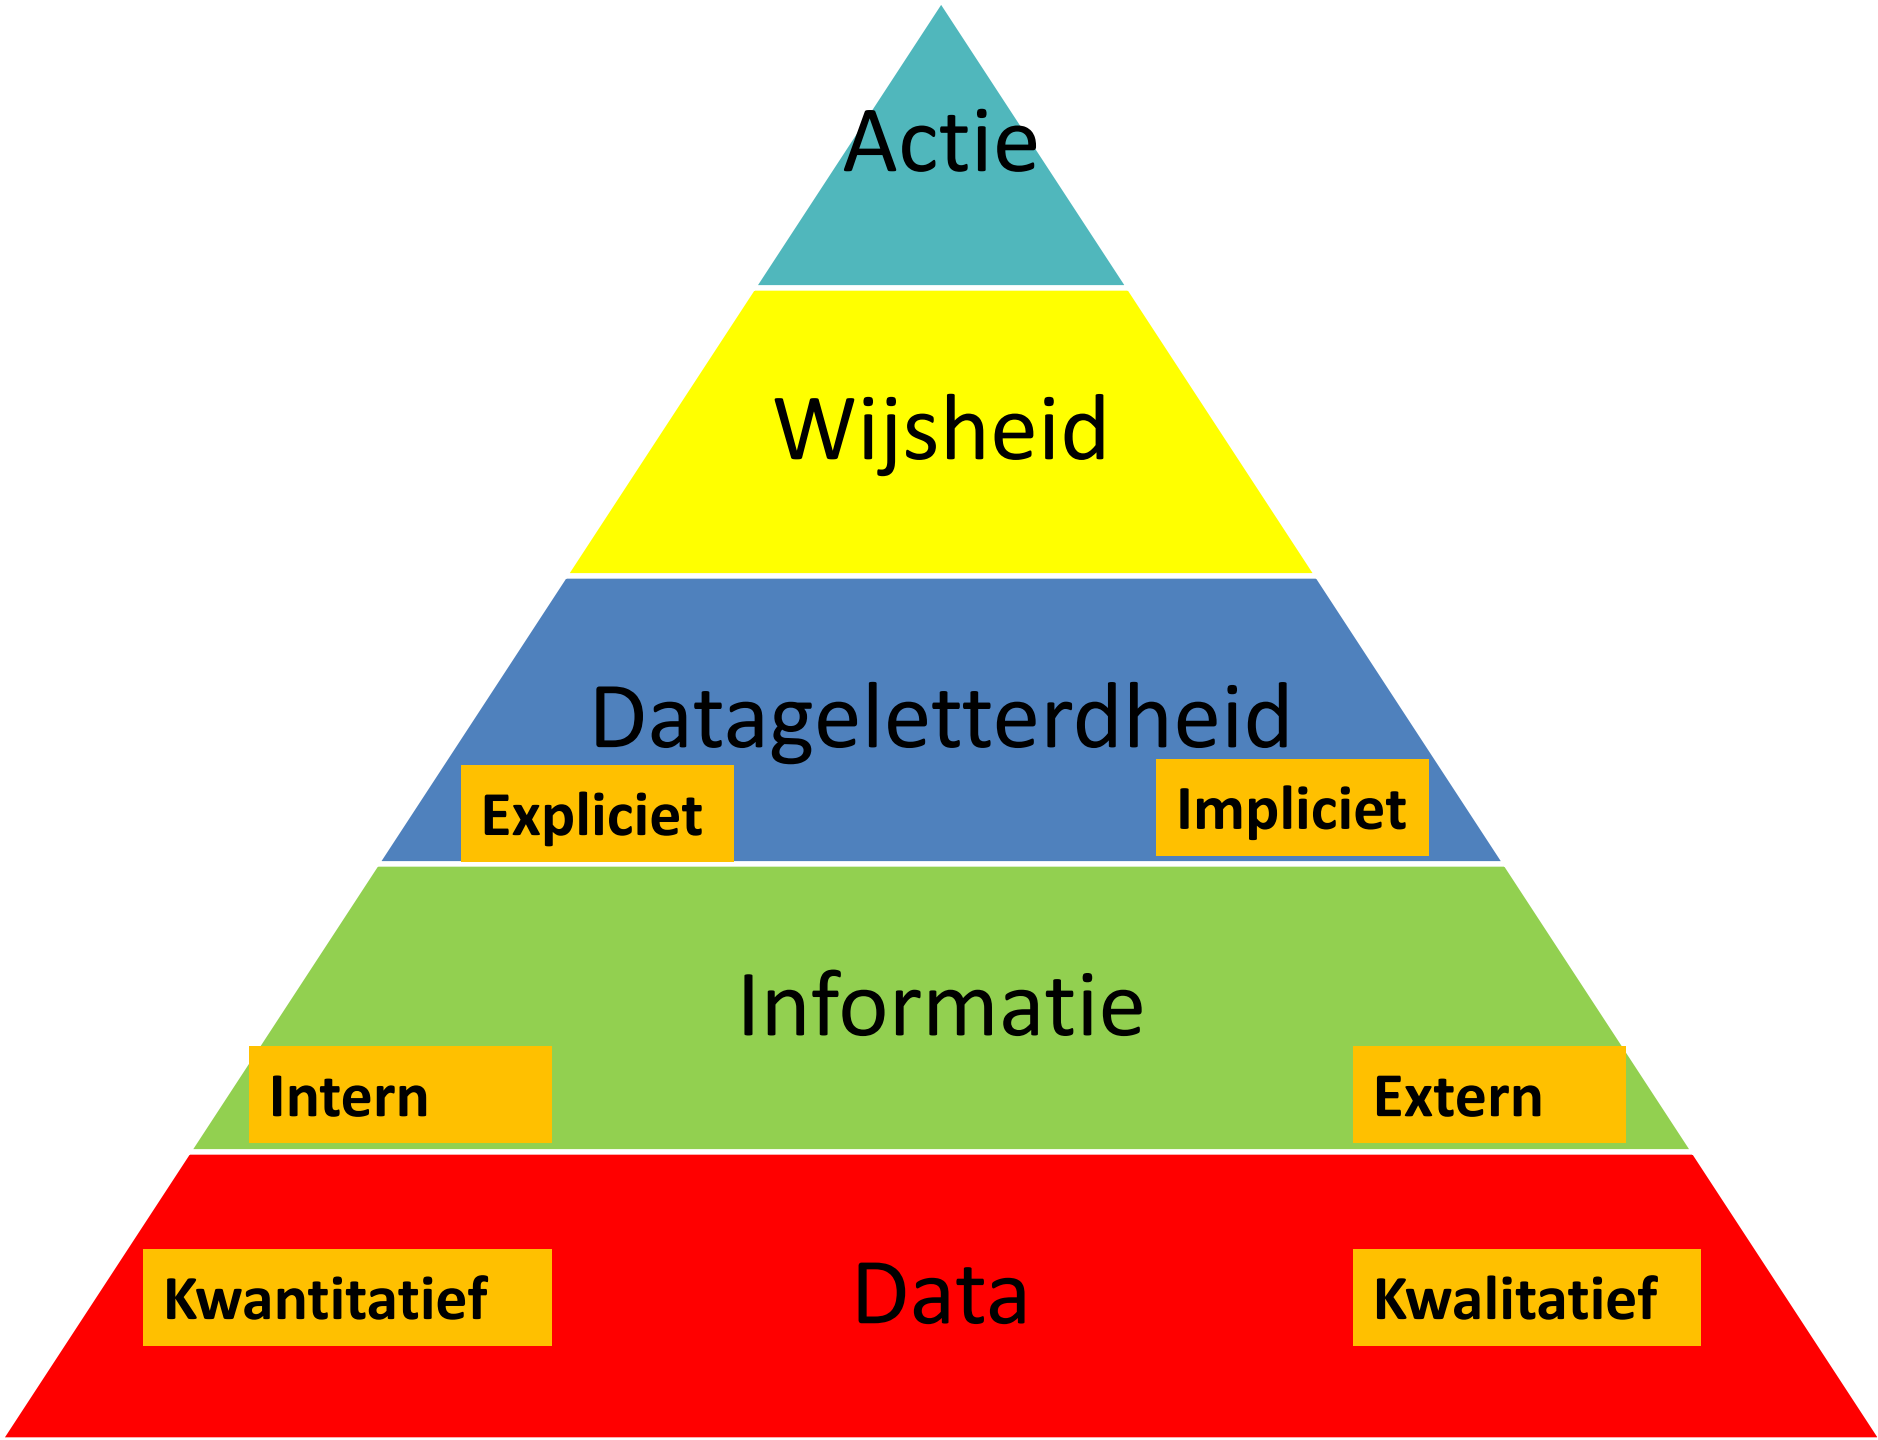 Actie
Wijsheid
Datageletterdheid
Expliciet
Impliciet
Informatie
Intern
Extern
Kwantitatief
Data
Kwalitatief